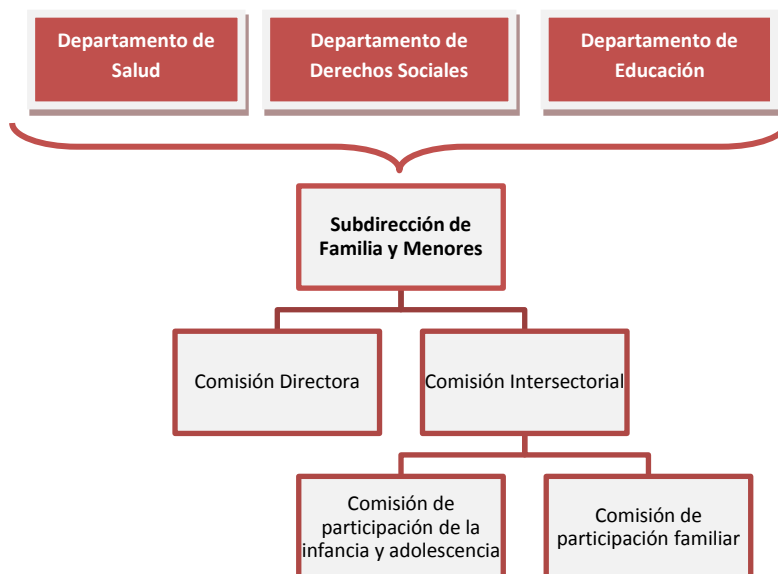 Departamento de
Salud
Departamento de
Derechos Sociales
Departamento de
Educación
Subdirección de
Familia y Menores
Comisión Directora
Comisión Intersectorial
Comisión de
participación de la
infancia y adolescencia
Comisión de
participación familiar